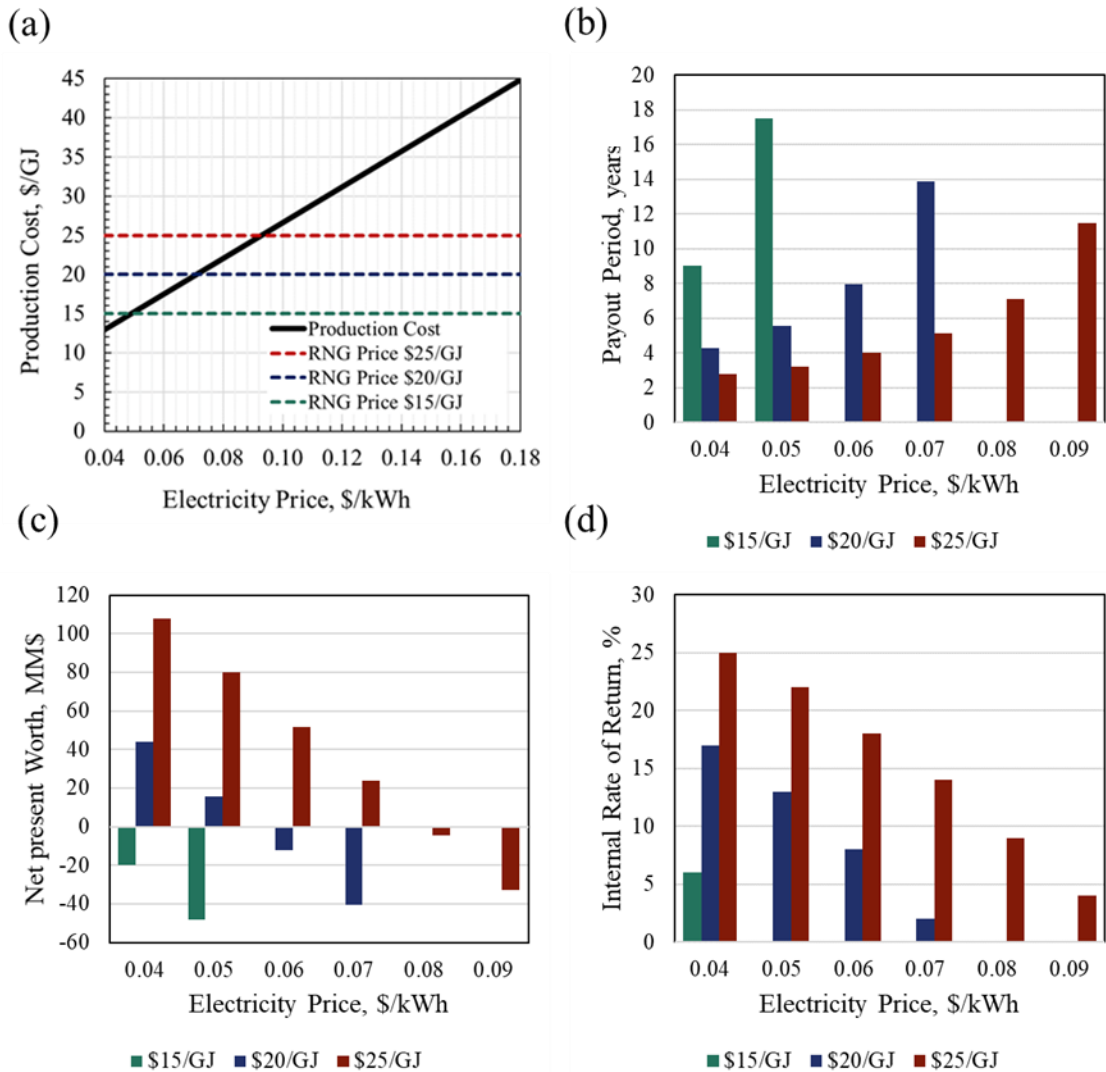 (a)
45
40
35
30
25
20
15
10
5
0
Production Cost, $/GJ
Production Cost
RNG Price $25/GJ
RNG Price $20/GJ
RNG Price $15/GJ
0.04 0.06 0.08 0.10 0.12 0.14 0.16 0.18
Electricity Price, $/kWh
(b)
20
18
16
14
12
10
8
6
4
2
0
Payout Period, years
0.04 0.05 0.06 0.07 0.08 0.09
Electricity Price, $/kWh
$15/GJ $20/GJ $25/GJ
(c)
120
100
80
60
40
20
0
-20
-40
-60
Net present Worth, MM$
0.04 0.05 0.06 0.07 0.08 0.09
Electricity Price, $/kWh
$15/GJ $20/GJ $25/GJ
(d)
30
25
20
15
10
5
0
Internal Rate of Return, %
0.04 0.05 0.06 0.07 0.08 0.09
Electricity Price, $/kWh
$15/GJ $20/GJ $25/GJ